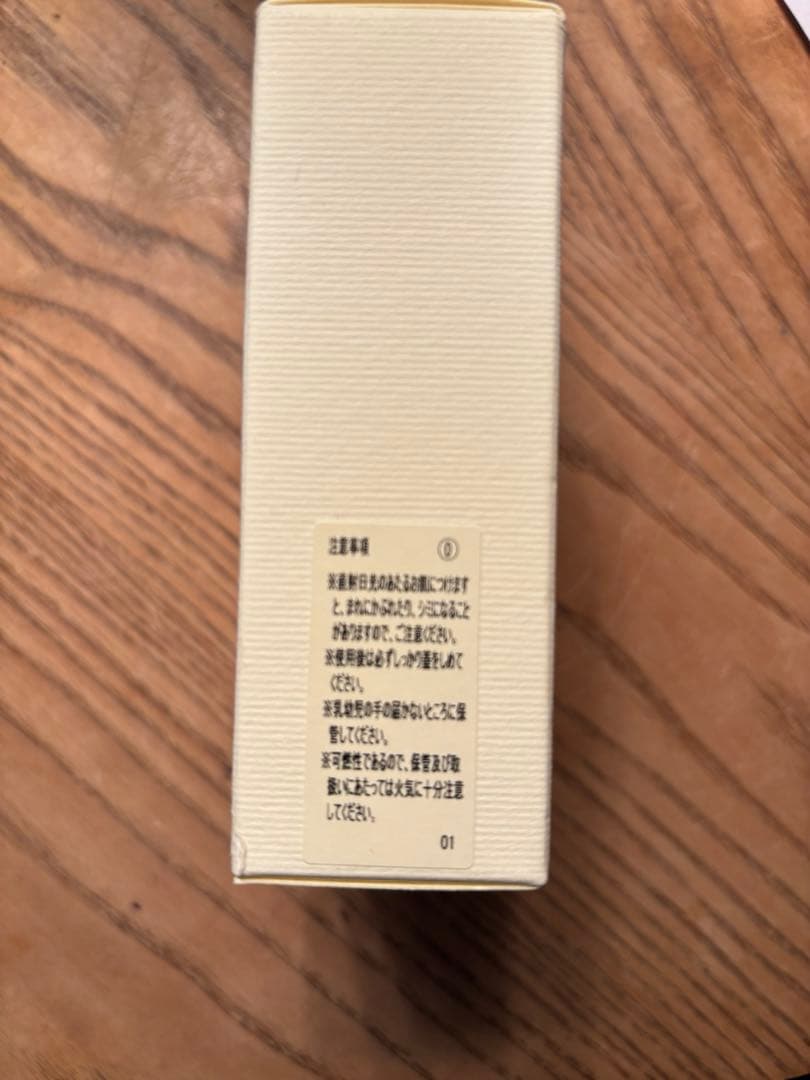 注意事項
※直射日光のあたるお肌につけます
と、まれにかぶれたり、シミになること
がありますので、ご注意ください。
※使用後は必ずしっかり蓋をしめて
ください。
※乳幼児の手の届かないところに保
管してください。
※可燃性であるので、保管及び取
扱いにあたっては火気に十分注意
してください。
01